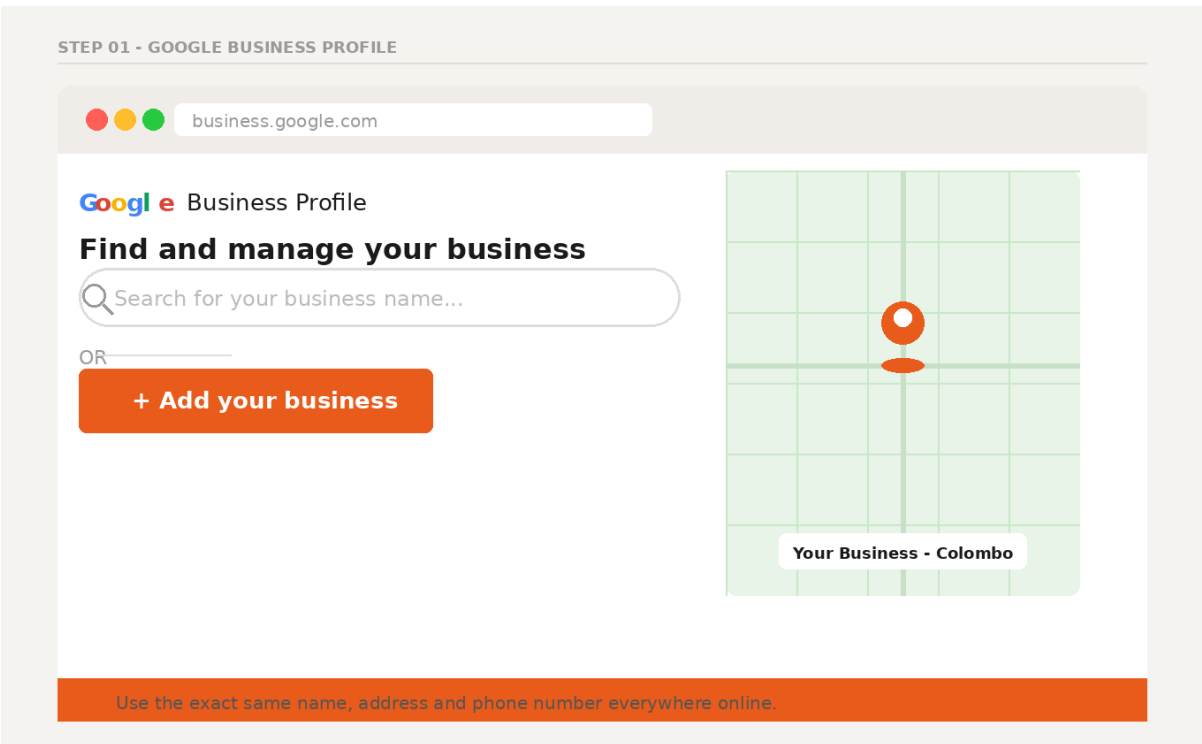 STEP 01 - GOOGLE BUSINESS PROFILE
business.google.com
Google Business Profile
Find and manage your business
Search for your business name...
OR
+ Add your business
Your Business - Colombo
Use the exact same name, address and phone number everywhere online.